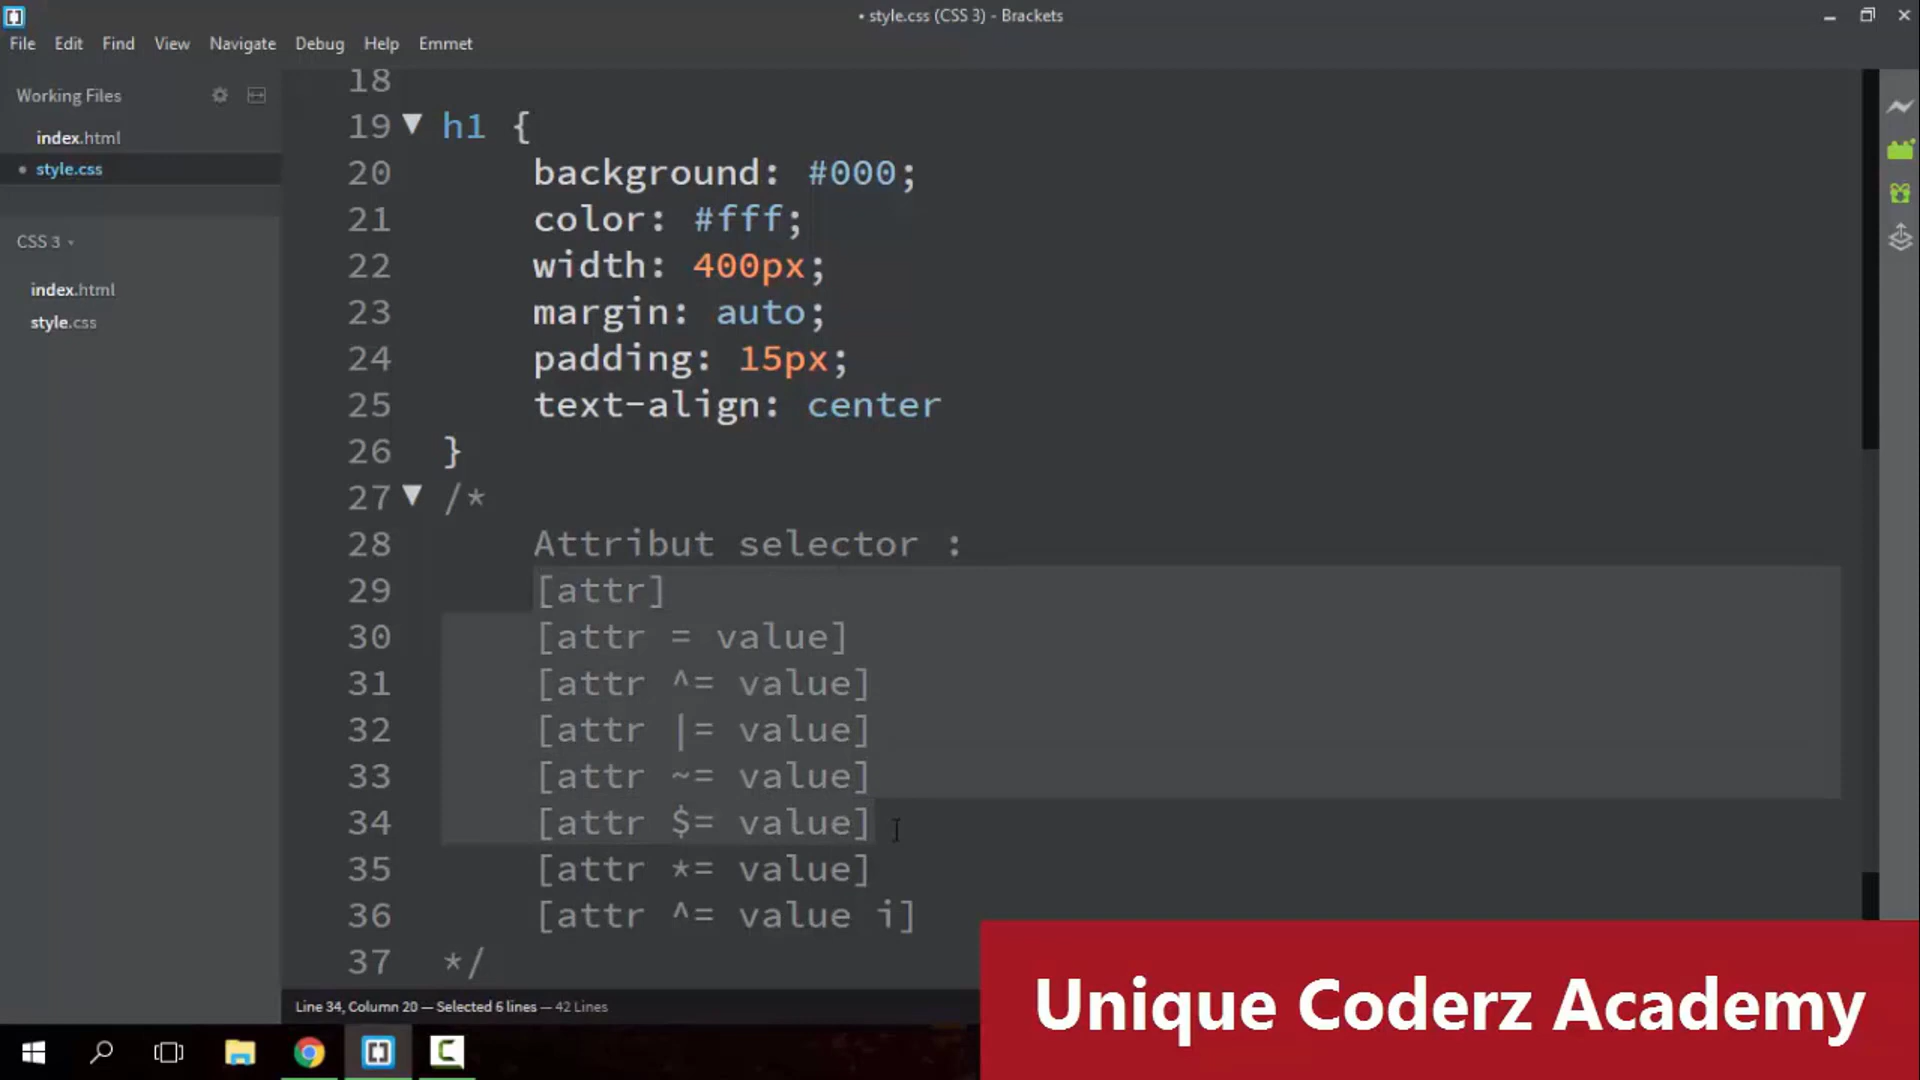 • style.css (CSS 3) - Brackets
File Edit Find View Navigate Debug Help Emmet
Working Files
index.html
• style.css
CSS 3
index.html
style.css
18
19 h1 {
20 background: #000;
21 color: #fff;
22 width: 400px;
23 margin: auto;
24 padding: 15px;
25 text-align: center
26 }
27 /*
28 Attribut selector :
29 [attr]
30 [attr = value]
31 [attr ^= value]
32 [attr |= value]
33 [attr ~= value]
34 [attr $= value]
35 [attr *= value]
36 [attr ^= value i]
37 */
Line 34, Column 20 — Selected 6 lines — 42 Lines
Unique Coderz Academy